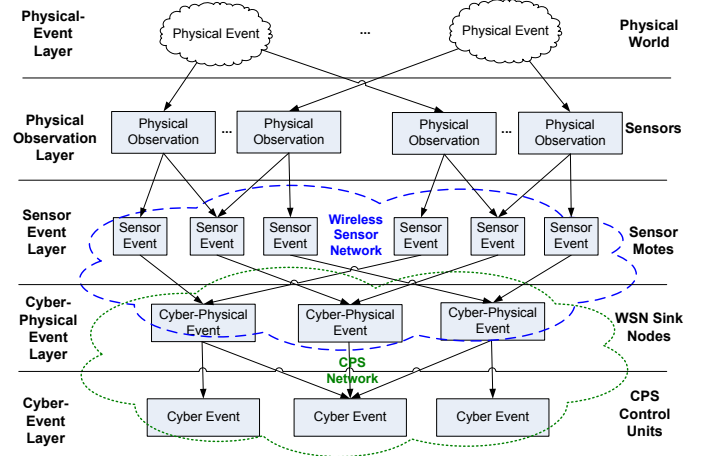 Physical-
Event
Layer
Physical Event
...
Physical Event
Physical
World
Physical
Observation
Layer
Physical
Observation
...
Physical
Observation
Physical
Observation
...
Physical
Observation
Sensors
Sensor
Event
Layer
Sensor
Event
Sensor
Event
Sensor
Event
Wireless
Sensor
Network
Sensor
Event
Sensor
Event
Sensor
Event
Sensor
Motes
Cyber-
Physical
Event
Layer
Cyber-Physical
Event
Cyber-Physical
Event
Cyber-Physical
Event
WSN Sink
Nodes
CPS
Network
Cyber-
Event
Layer
Cyber Event
Cyber Event
Cyber Event
CPS
Control
Units